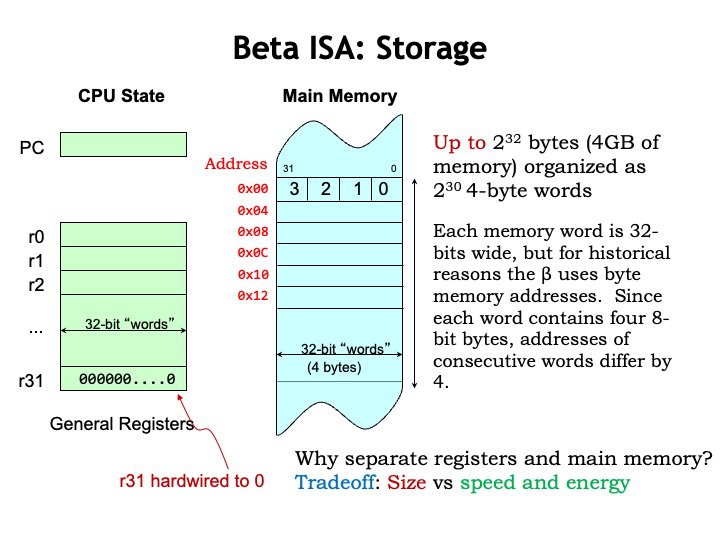 Beta ISA: Storage
CPU State
PC
r0
r1
r2
...
32-bit “words”
r31
000000....0
General Registers
r31 hardwired to 0
Main Memory
Address
31
0
0x00
3 2 1 0
0x04
0x08
0x0C
0x10
0x12
32-bit “words”
(4 bytes)
Up to 2³² bytes (4GB of
memory) organized as
2³⁰ 4-byte words
Each memory word is 32-
bits wide, but for historical
reasons the β uses byte
memory addresses. Since
each word contains four 8-
bit bytes, addresses of
consecutive words differ by
4.
Why separate registers and main memory?
Tradeoff: Size vs speed and energy